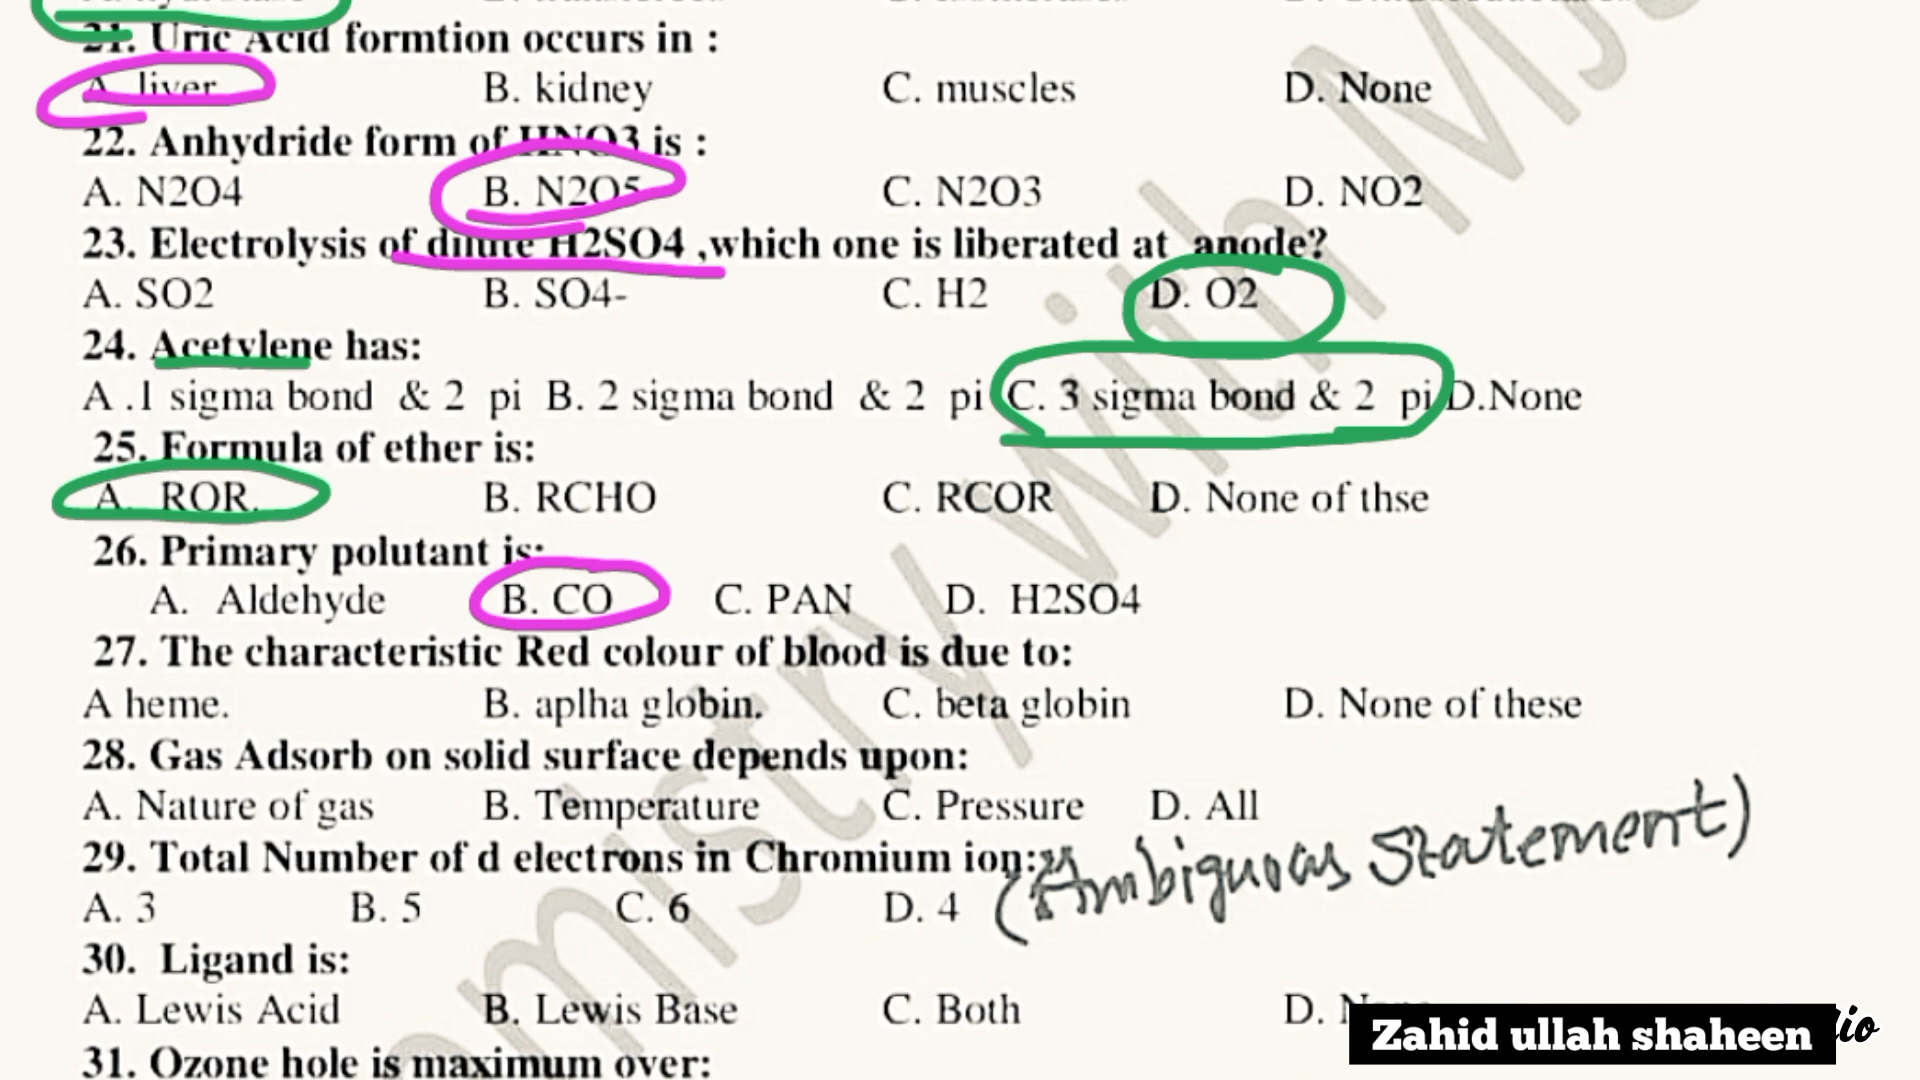 21. Uric Acid formtion occurs in :
A. liver B. kidney C. muscles D. None
22. Anhydride form of HNO3 is :
A. N2O4 B. N2O5 C. N2O3 D. NO2
23. Electrolysis of dilute H2SO4 ,which one is liberated at anode?
A. SO2 B. SO4- C. H2 D. O2
24. Acetylene has:
A .1 sigma bond & 2 pi B. 2 sigma bond & 2 pi C. 3 sigma bond & 2 pi D.None
25. Formula of ether is:
A. ROR. B. RCHO C. RCOR D. None of thse
26. Primary polutant is:
A. Aldehyde B. CO C. PAN D. H2SO4
27. The characteristic Red colour of blood is due to:
A heme. B. aplha globin. C. beta globin D. None of these
28. Gas Adsorb on solid surface depends upon:
A. Nature of gas B. Temperature C. Pressure D. All
29. Total Number of d electrons in Chromium ion:
A. 3 B. 5 C. 6 D. 4 (Ambiguous Statement)
30. Ligand is:
A. Lewis Acid B. Lewis Base C. Both D.
Zahid ullah shaheen
31. Ozone hole is maximum over: